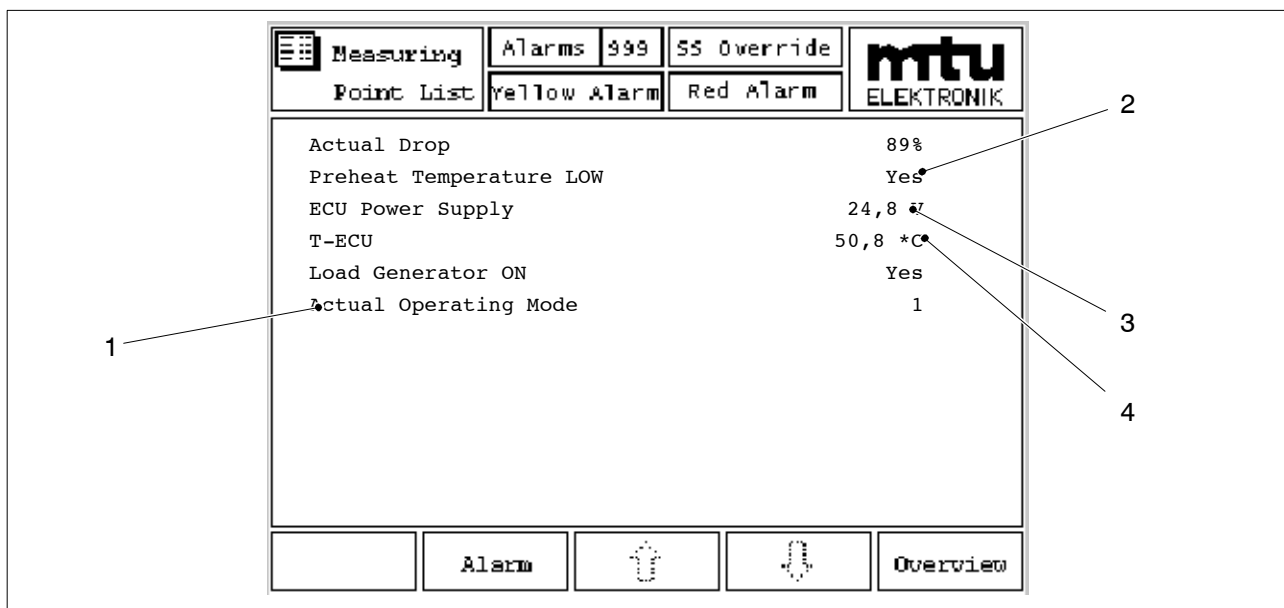 Measuring
Point List
Alarms 999
SS Override
Yellow Alarm
Red Alarm
mtu
ELEKTRONIK
Actual Drop 89%
Preheat Temperature LOW Yes
ECU Power Supply 24,8 V
T-ECU 50,8 *C
Load Generator ON Yes
Actual Operating Mode 1
1
2
3
4
Alarm
Overview